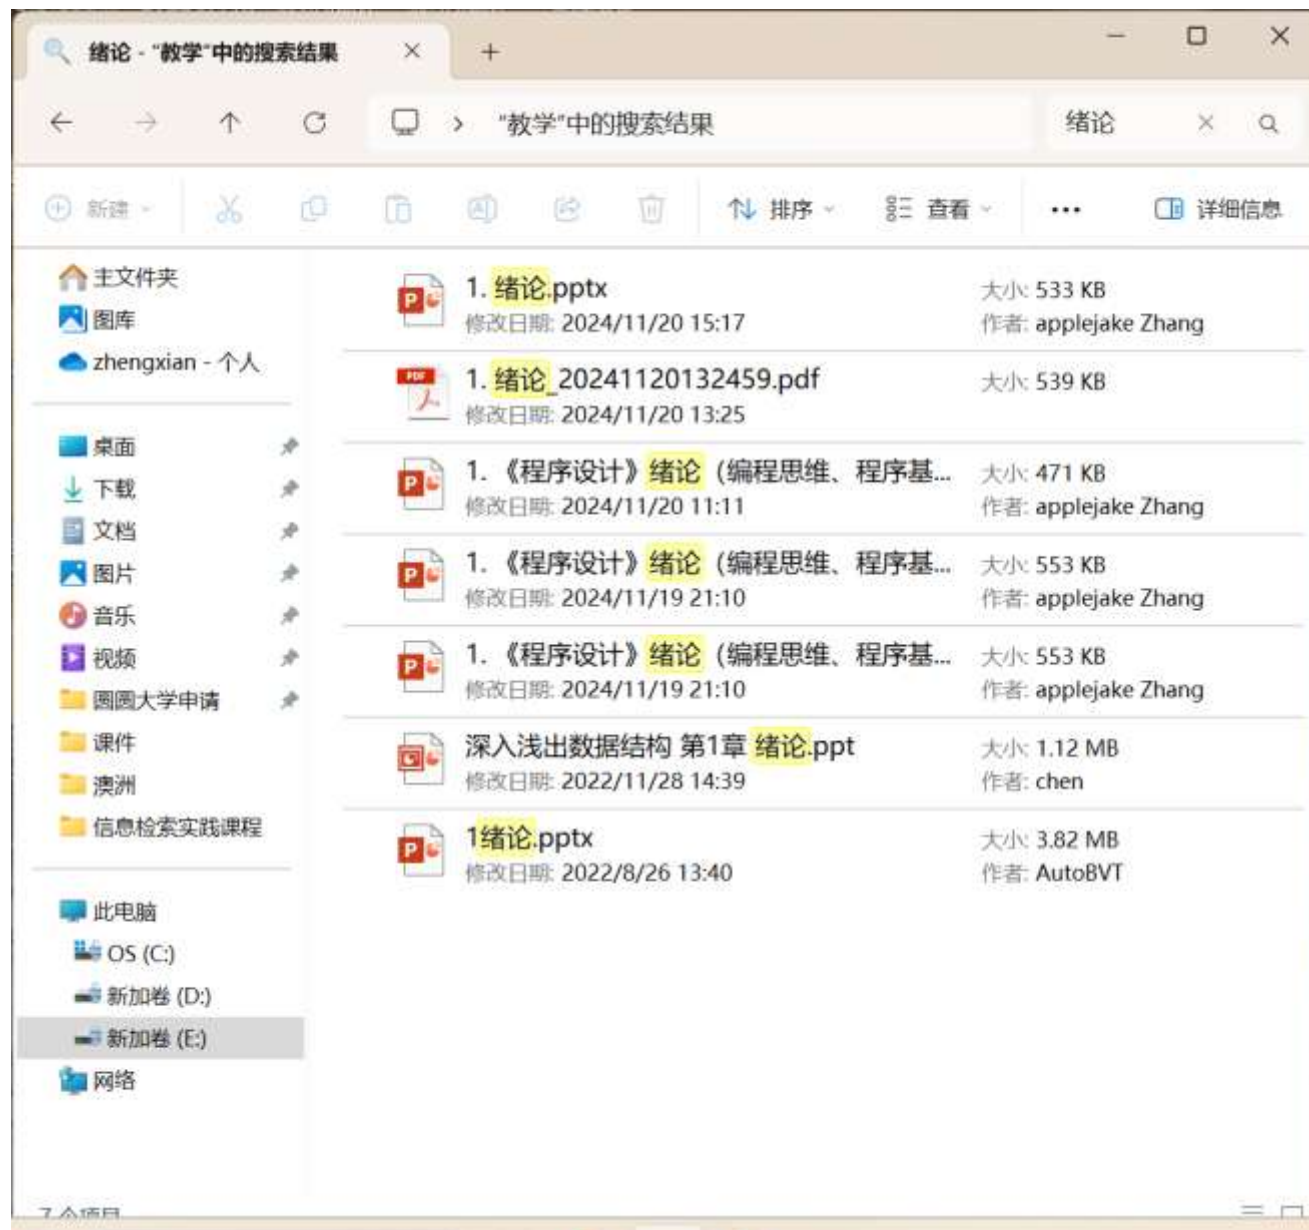 绪论 - "教学"中的搜索结果
"教学"中的搜索结果
绪论
新建
排序
查看
详细信息
主文件夹
图库
zhengxian - 个人
桌面
下载
文档
图片
音乐
视频
圆圆大学申请
课件
澳洲
信息检索实践课程
此电脑
OS (C:)
新加卷 (D:)
新加卷 (E:)
网络
1. 绪论.pptx
修改日期: 2024/11/20 15:17
大小: 533 KB
作者: applejake Zhang
PDF
1. 绪论_20241120132459.pdf
修改日期: 2024/11/20 13:25
大小: 539 KB
1. 《程序设计》绪论（编程思维、程序基...
修改日期: 2024/11/20 11:11
大小: 471 KB
作者: applejake Zhang
1. 《程序设计》绪论（编程思维、程序基...
修改日期: 2024/11/19 21:10
大小: 553 KB
作者: applejake Zhang
1. 《程序设计》绪论（编程思维、程序基...
修改日期: 2024/11/19 21:10
大小: 553 KB
作者: applejake Zhang
深入浅出数据结构 第1章 绪论.ppt
修改日期: 2022/11/28 14:39
大小: 1.12 MB
作者: chen
1绪论.pptx
修改日期: 2022/8/26 13:40
大小: 3.82 MB
作者: AutoBVT
7 个项目